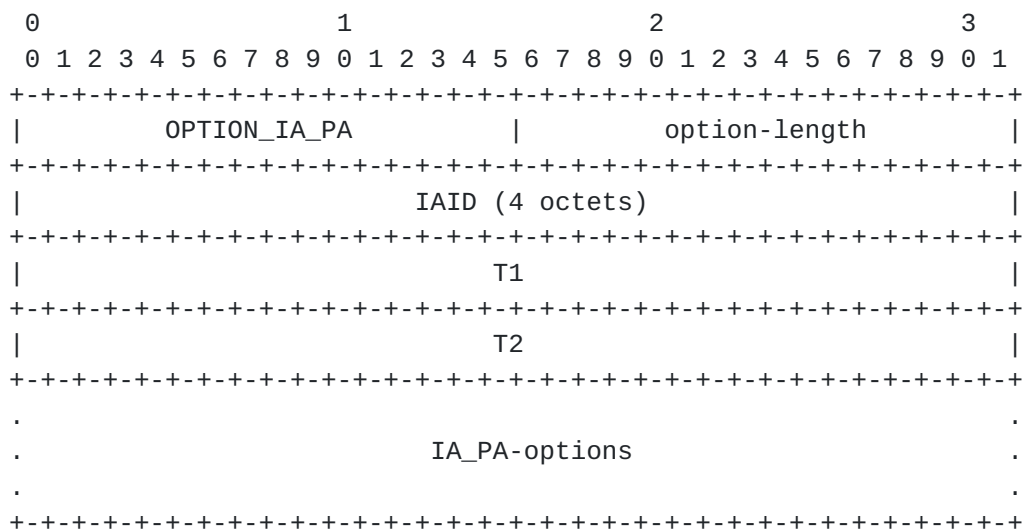 0                   1                   2                   3
 0 1 2 3 4 5 6 7 8 9 0 1 2 3 4 5 6 7 8 9 0 1 2 3 4 5 6 7 8 9 0 1
+-+-+-+-+-+-+-+-+-+-+-+-+-+-+-+-+-+-+-+-+-+-+-+-+-+-+-+-+-+-+-+-+
|         OPTION_IA_PA          |         option-length         |
+-+-+-+-+-+-+-+-+-+-+-+-+-+-+-+-+-+-+-+-+-+-+-+-+-+-+-+-+-+-+-+-+
|                         IAID (4 octets)                       |
+-+-+-+-+-+-+-+-+-+-+-+-+-+-+-+-+-+-+-+-+-+-+-+-+-+-+-+-+-+-+-+-+
|                              T1                               |
+-+-+-+-+-+-+-+-+-+-+-+-+-+-+-+-+-+-+-+-+-+-+-+-+-+-+-+-+-+-+-+-+
|                              T2                               |
+-+-+-+-+-+-+-+-+-+-+-+-+-+-+-+-+-+-+-+-+-+-+-+-+-+-+-+-+-+-+-+-+
.                                                               .
.                          IA_PA-options                        .
.                                                               .
+-+-+-+-+-+-+-+-+-+-+-+-+-+-+-+-+-+-+-+-+-+-+-+-+-+-+-+-+-+-+-+-+